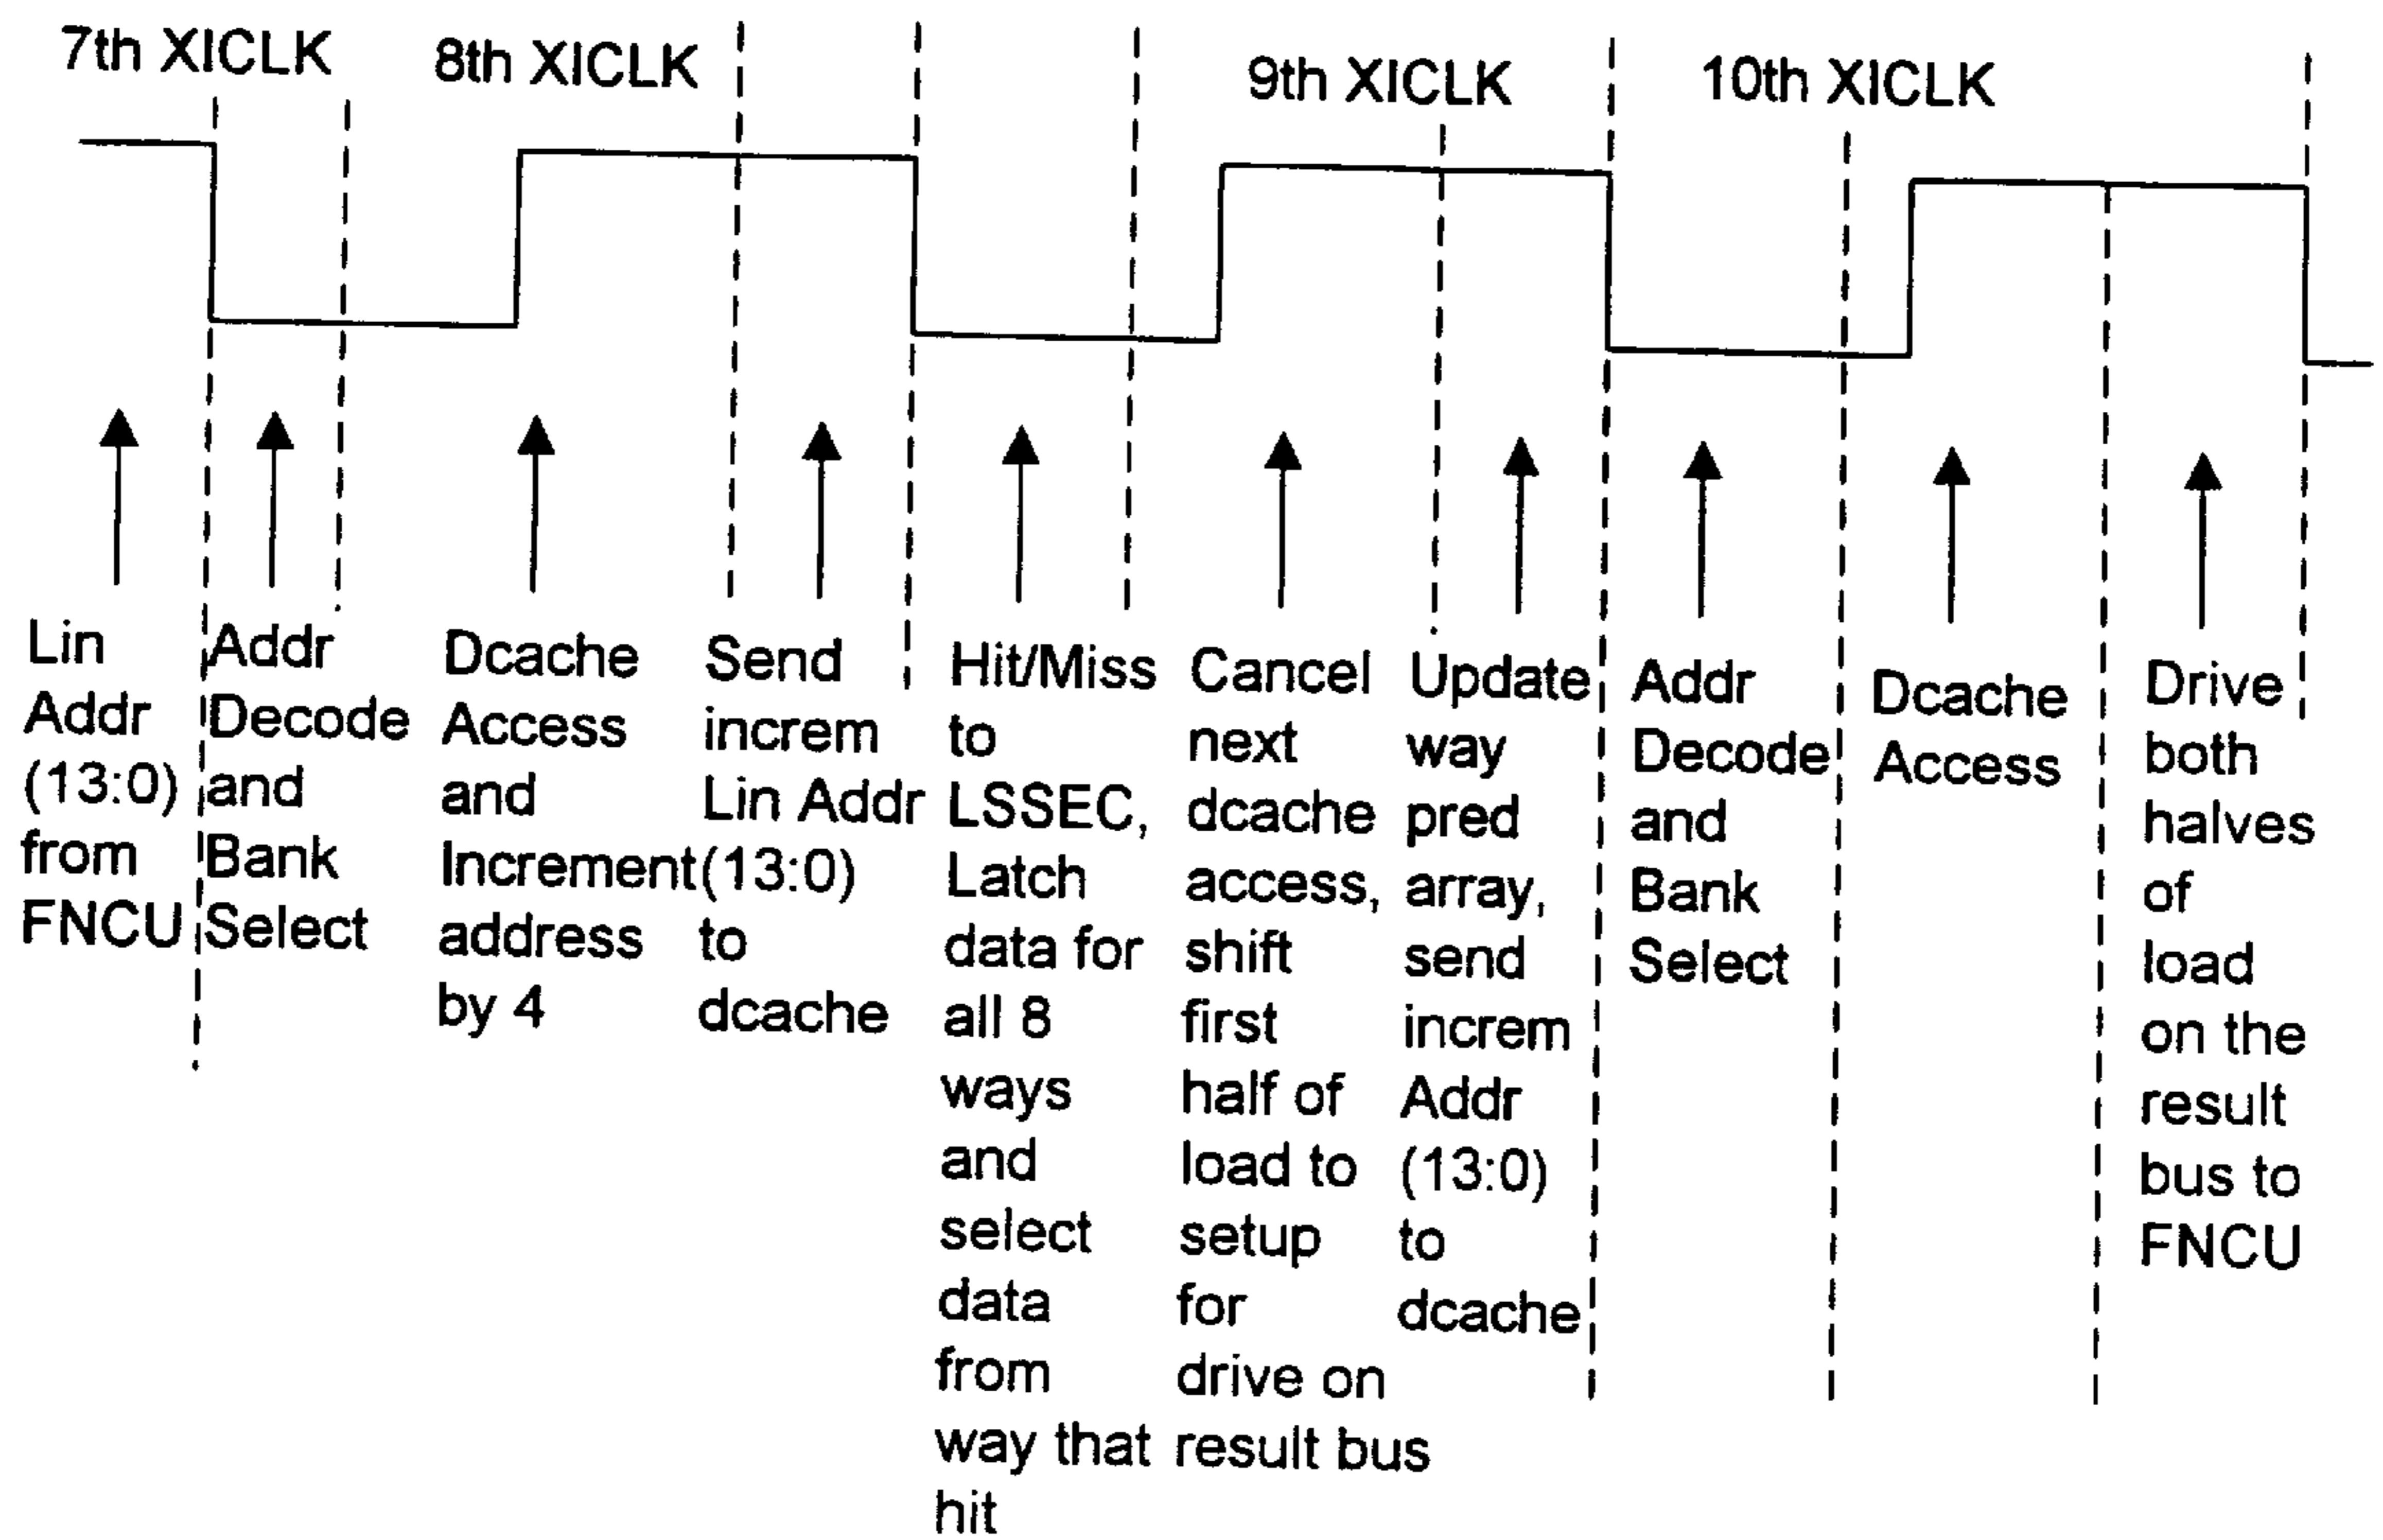 7th XICLK
8th XICLK
9th XICLK
10th XICLK
Lin
Addr
(13:0)
from
FNCU
Addr
Decode
and
Bank
Select
Dcache
Access
and
Increment
address
by 4
Send
increm
Lin Addr
(13:0)
to
dcache
Hit/Miss
to
LSSEC,
Latch
data for
all 8
ways
and
select
data
from
way that
hit
Cancel
next
dcache
access,
shift
first
half of
load to
setup
for
drive on
result bus
Update
way
pred
array,
send
increm
Addr
(13:0)
to
dcache
Addr
Decode
and
Bank
Select
Dcache
Access
Drive
both
halves
of
load
on the
result
bus to
FNCU